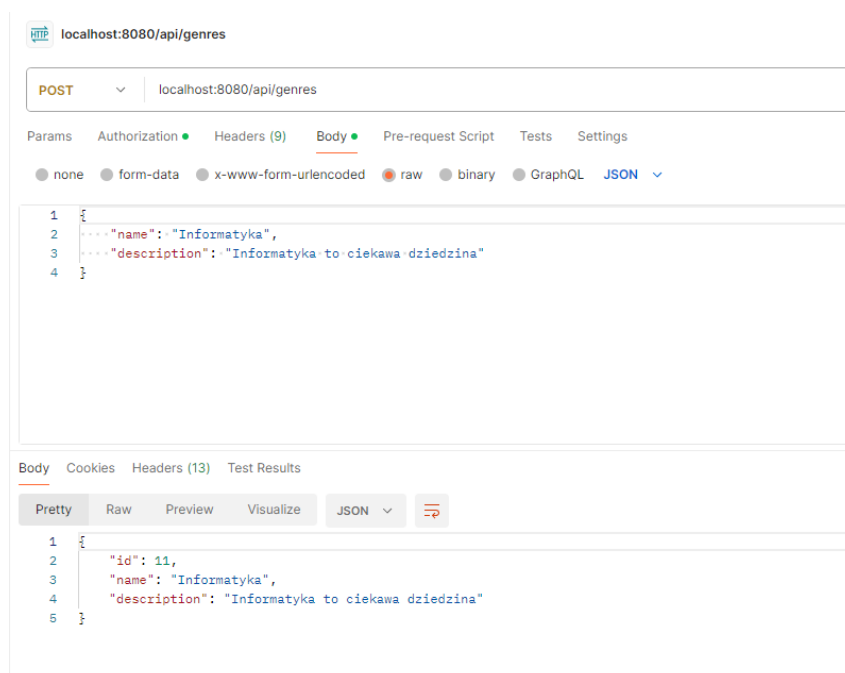 HTTP localhost:8080/api/genres
POST localhost:8080/api/genres
Params Authorization Headers (9) Body Pre-request Script Tests Settings
none form-data x-www-form-urlencoded raw binary GraphQL JSON
1 {
2 "name": "Informatyka",
3 "description": "Informatyka to ciekawa dziedzina"
4 }
Body Cookies Headers (13) Test Results
Pretty Raw Preview Visualize JSON
1 {
2 "id": 11,
3 "name": "Informatyka",
4 "description": "Informatyka to ciekawa dziedzina"
5 }